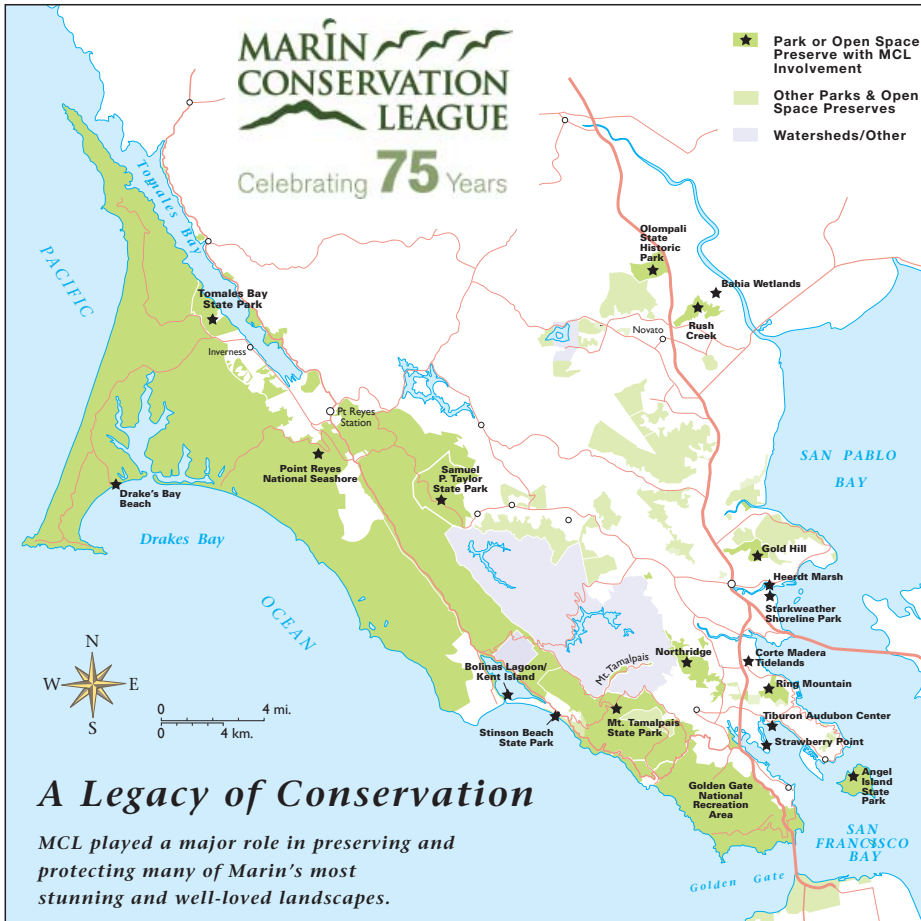 MARIN
CONSERVATION
LEAGUE
Celebrating 75 Years
Park or Open Space
Preserve with MCL
Involvement
Other Parks & Open
Space Preserves
Watersheds/Other
Tomales Bay
PACIFIC
OCEAN
Olompali
State
Historic
Park
Bahia Wetlands
Rush
Creek
Novato
Tomales Bay
State Park
Inverness
Pt Reyes
Station
Point Reyes
National Seashore
Samuel
P. Taylor
State Park
Drake's Bay
Beach
Drakes Bay
SAN PABLO
BAY
Gold Hill
Heerdt Marsh
Starkweather
Shoreline Park
Northridge
Mt. Tamalpais
Corte Madera
Tidelands
Ring Mountain
Bolinas Lagoon/
Kent Island
Stinson Beach
State Park
Mt. Tamalpais
State Park
Tiburon Audubon Center
Strawberry Point
Angel
Island
State
Park
Golden Gate
National
Recreation
Area
SAN
FRANCISCO
BAY
Golden Gate
N
W
E
S
0 4 mi.
0 4 km.
A Legacy of Conservation
MCL played a major role in preserving and
protecting many of Marin's most
stunning and well-loved landscapes.